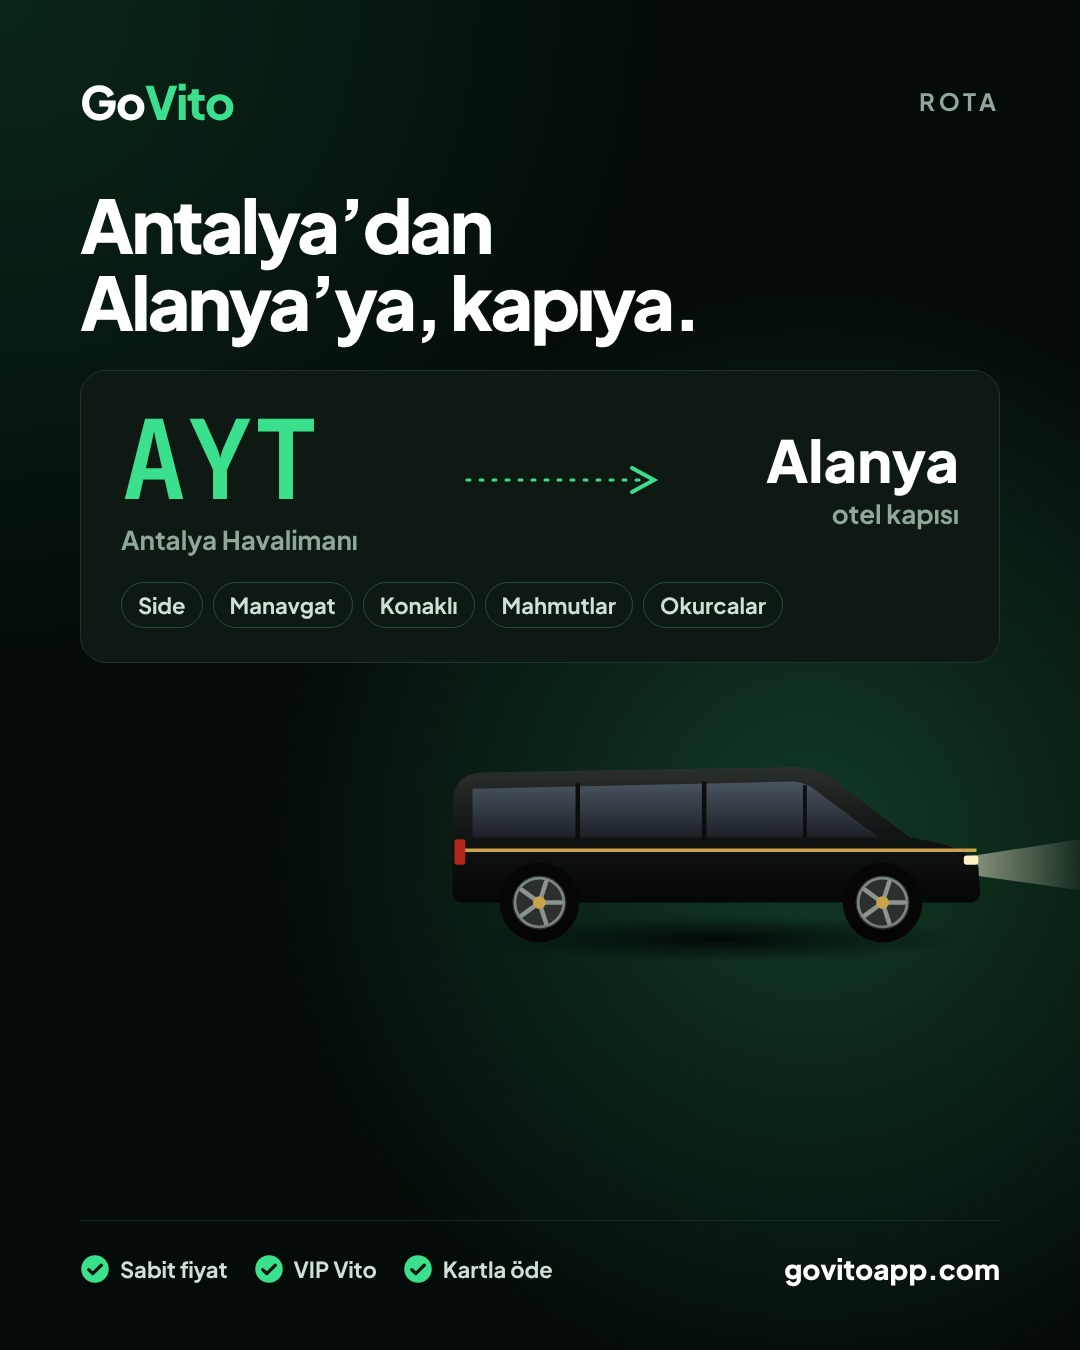 GoVito
ROTA
Antalya’dan
Alanya’ya, kapıya.
AYT
Antalya Havalimanı
Alanya
otel kapısı
Side
Manavgat
Konaklı
Mahmutlar
Okurcalar
Sabit fiyat
VIP Vito
Kartla öde
govitoapp.com